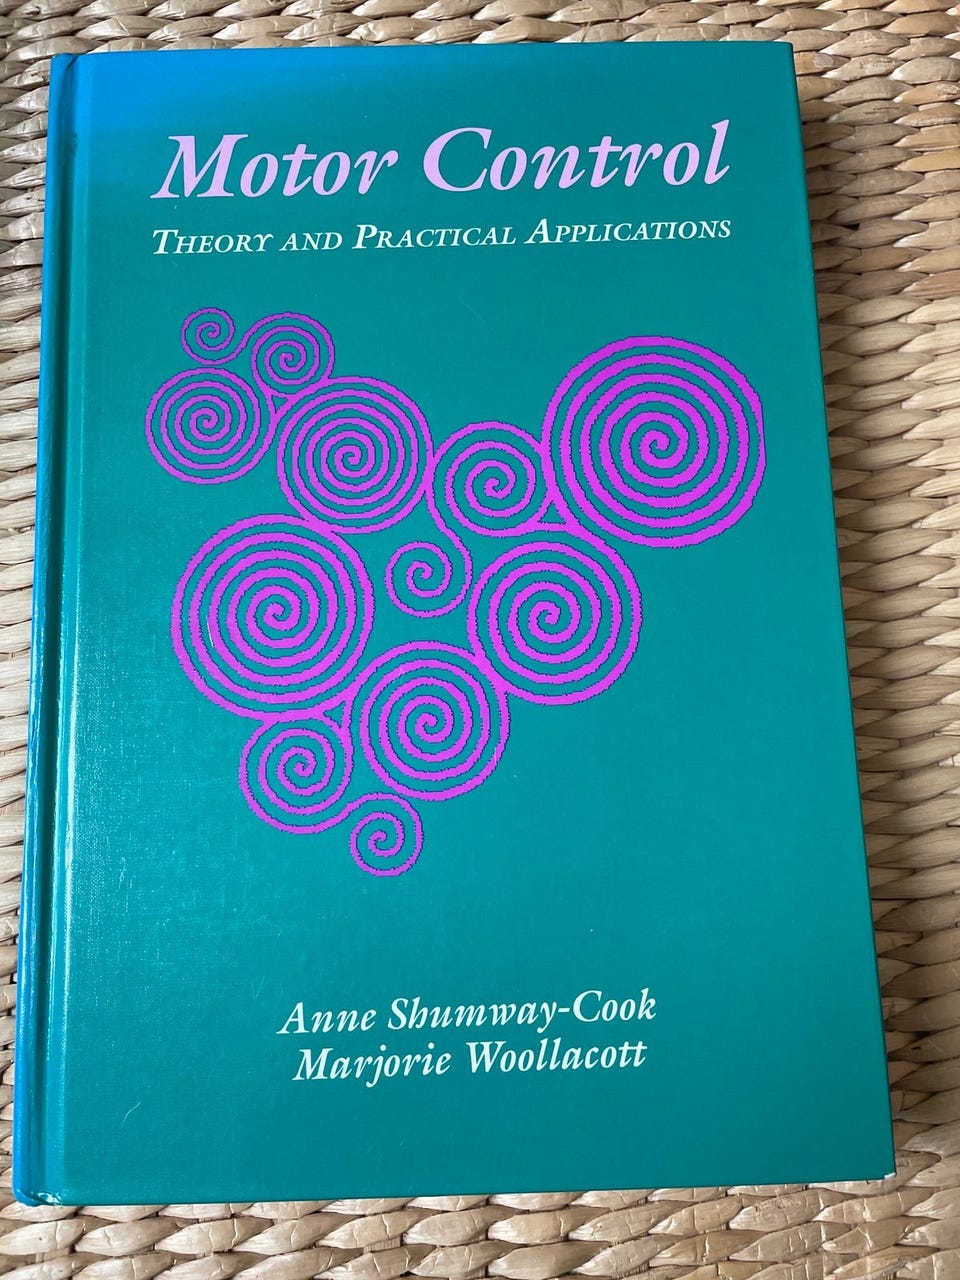 Motor Control
THEORY AND PRACTICAL APPLICATIONS
Anne Shumway-Cook
Marjorie Woollacott